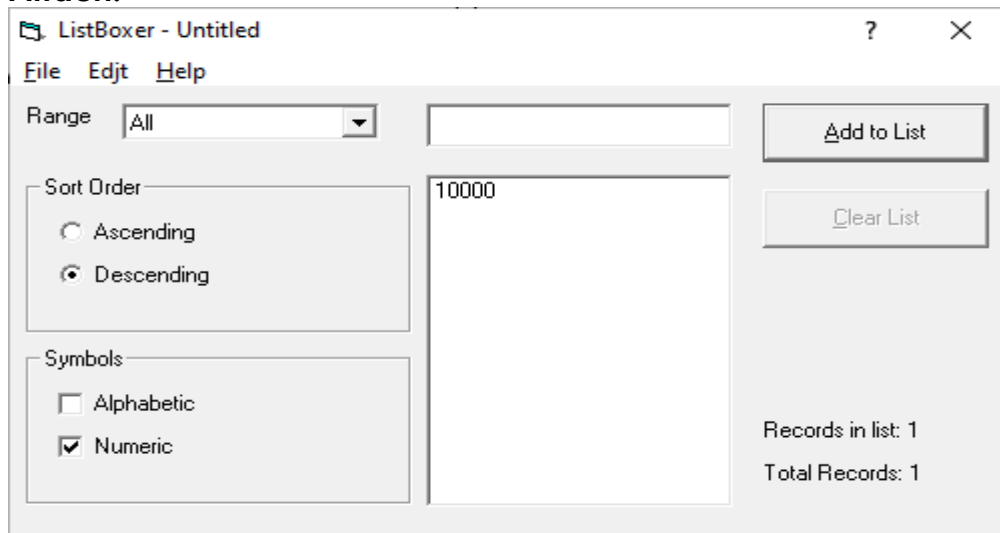 ListBoxer - Untitled ?
File Edjt Help
Range All Add to List
Sort Order 10000 Clear List
Ascending
Descending
Symbols
Alphabetic
Numeric
Records in list: 1
Total Records: 1